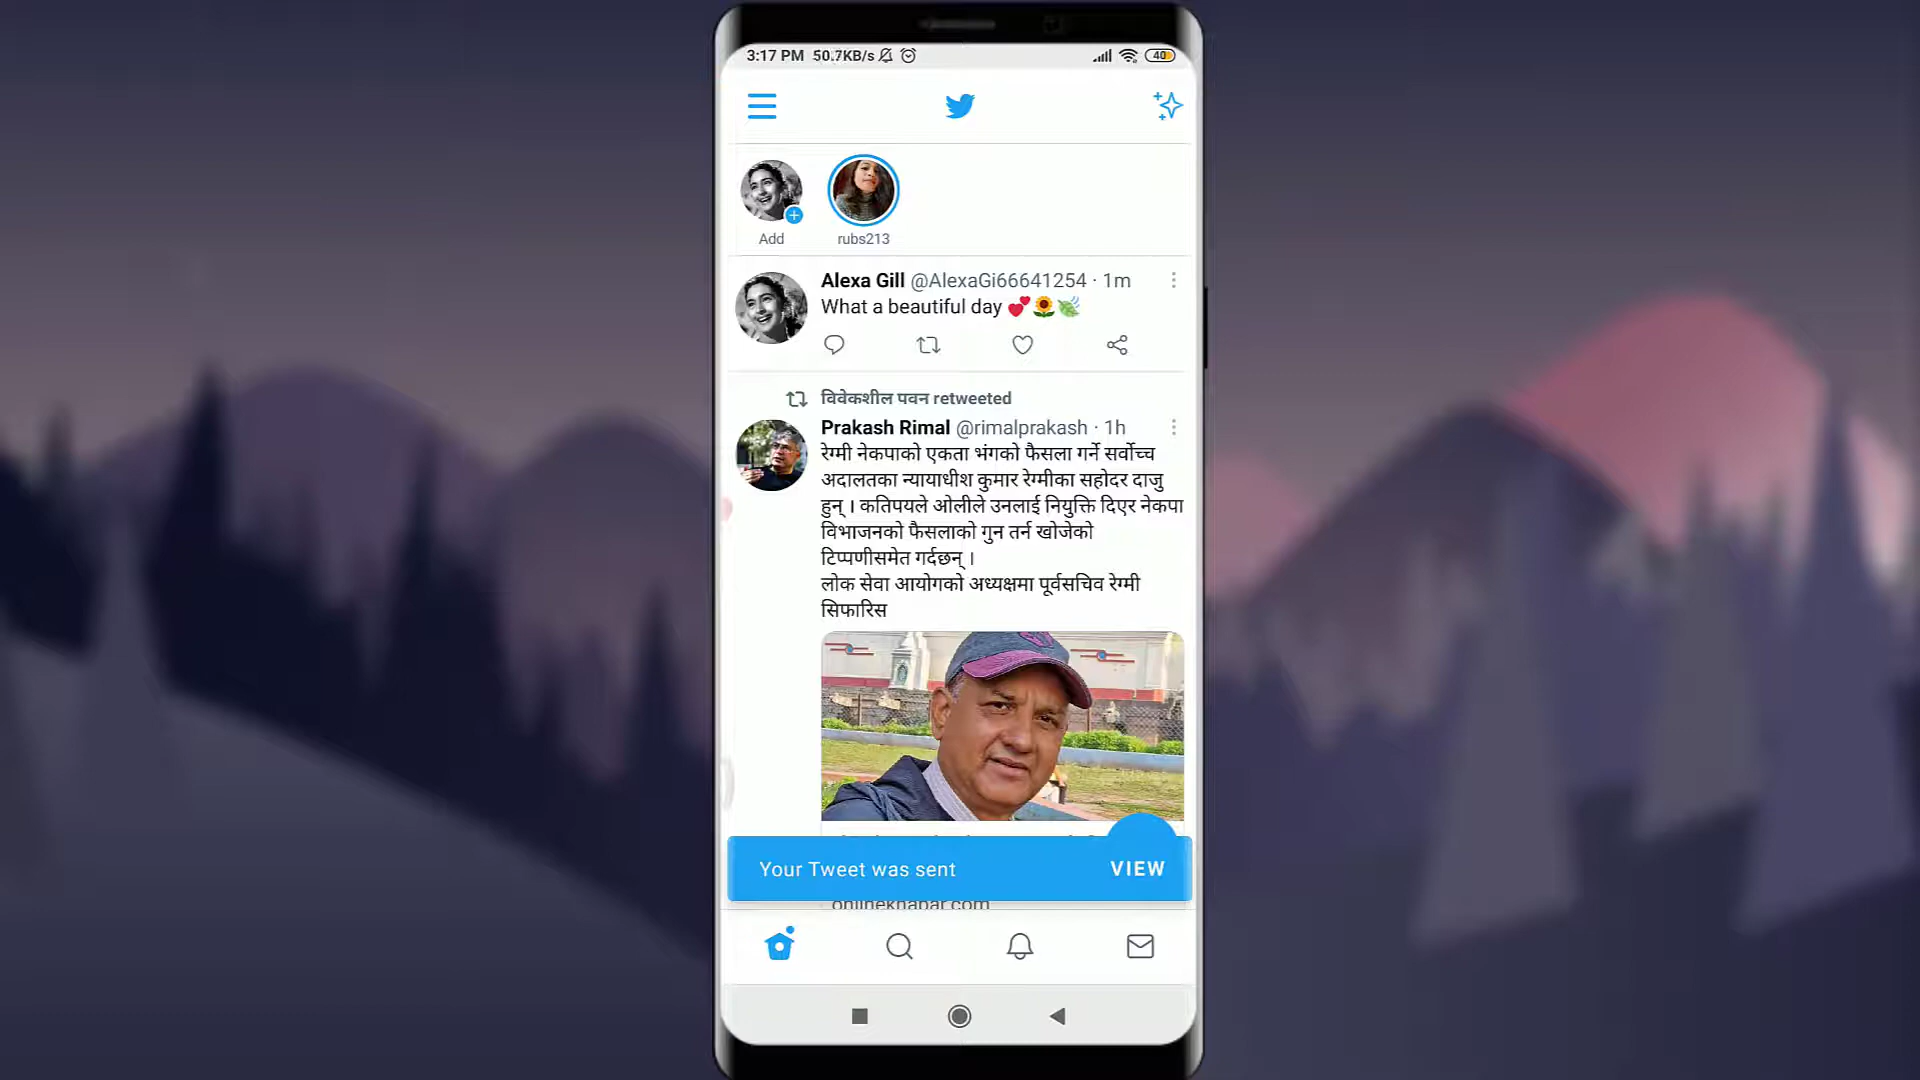 3:17 PM 50.7KB/s 40
Add
rubs213
Alexa Gill @AlexaGi66641254 · 1m
What a beautiful day 💕🌻🍃
विवेकशील पवन retweeted
Prakash Rimal @rimalprakash · 1h
रेग्मी नेकपाको एकता भंगको फैसला गर्ने सर्वोच्च
अदालतका न्यायाधीश कुमार रेग्मीका सहोदर दाजु
हुन् । कतिपयले ओलीले उनलाई नियुक्ति दिएर नेकपा
विभाजनको फैसलाको गुन तर्न खोजेको
टिप्पणीसमेत गर्दछन् ।
लोक सेवा आयोगको अध्यक्षमा पूर्वसचिव रेग्मी
सिफारिस
Your Tweet was sent VIEW
onlinekhabar.com